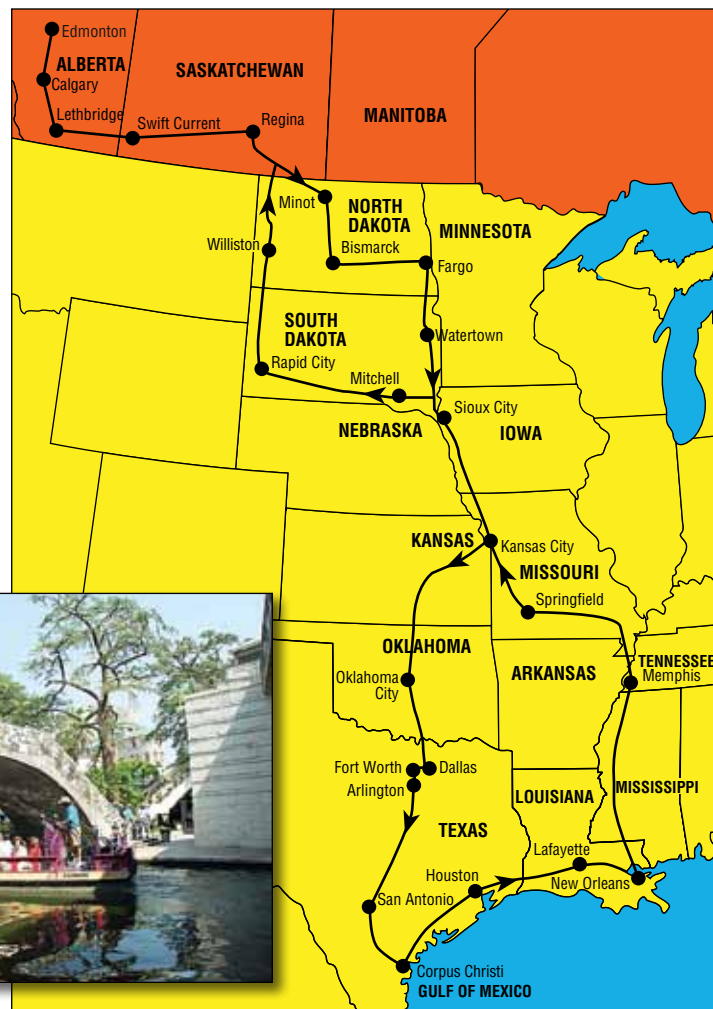 Edmonton
ALBERTA
SASKATCHEWAN
Calgary
Lethbridge
Swift Current
Regina
MANITOBA
Minot
NORTH
DAKOTA
MINNESOTA
Williston
Bismarck
Fargo
SOUTH
DAKOTA
Watertown
Rapid City
Mitchell
Sioux City
NEBRASKA
IOWA
KANSAS
Kansas City
MISSOURI
Springfield
OKLAHOMA
ARKANSAS
TENNESSEE
Memphis
Oklahoma
City
Fort Worth
Dallas
Arlington
LOUISIANA
MISSISSIPPI
TEXAS
Lafayette
Houston
New Orleans
San Antonio
Corpus Christi
GULF OF MEXICO